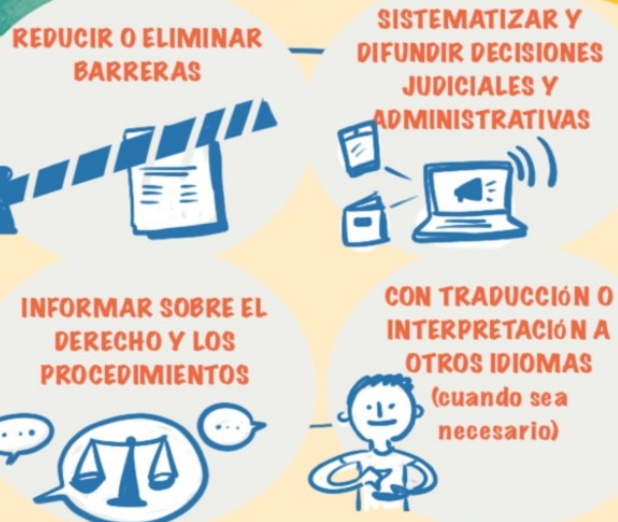 REDUCIR O ELIMINAR
BARRERAS
SISTEMATIZAR Y
DIFUNDIR DECISIONES
JUDICIALES Y
ADMINISTRATIVAS
INFORMAR SOBRE EL
DERECHO Y LOS
PROCEDIMIENTOS
CON TRADUCCIÓN O
INTERPRETACIÓN A
OTROS IDIOMAS
(cuando sea
necesario)